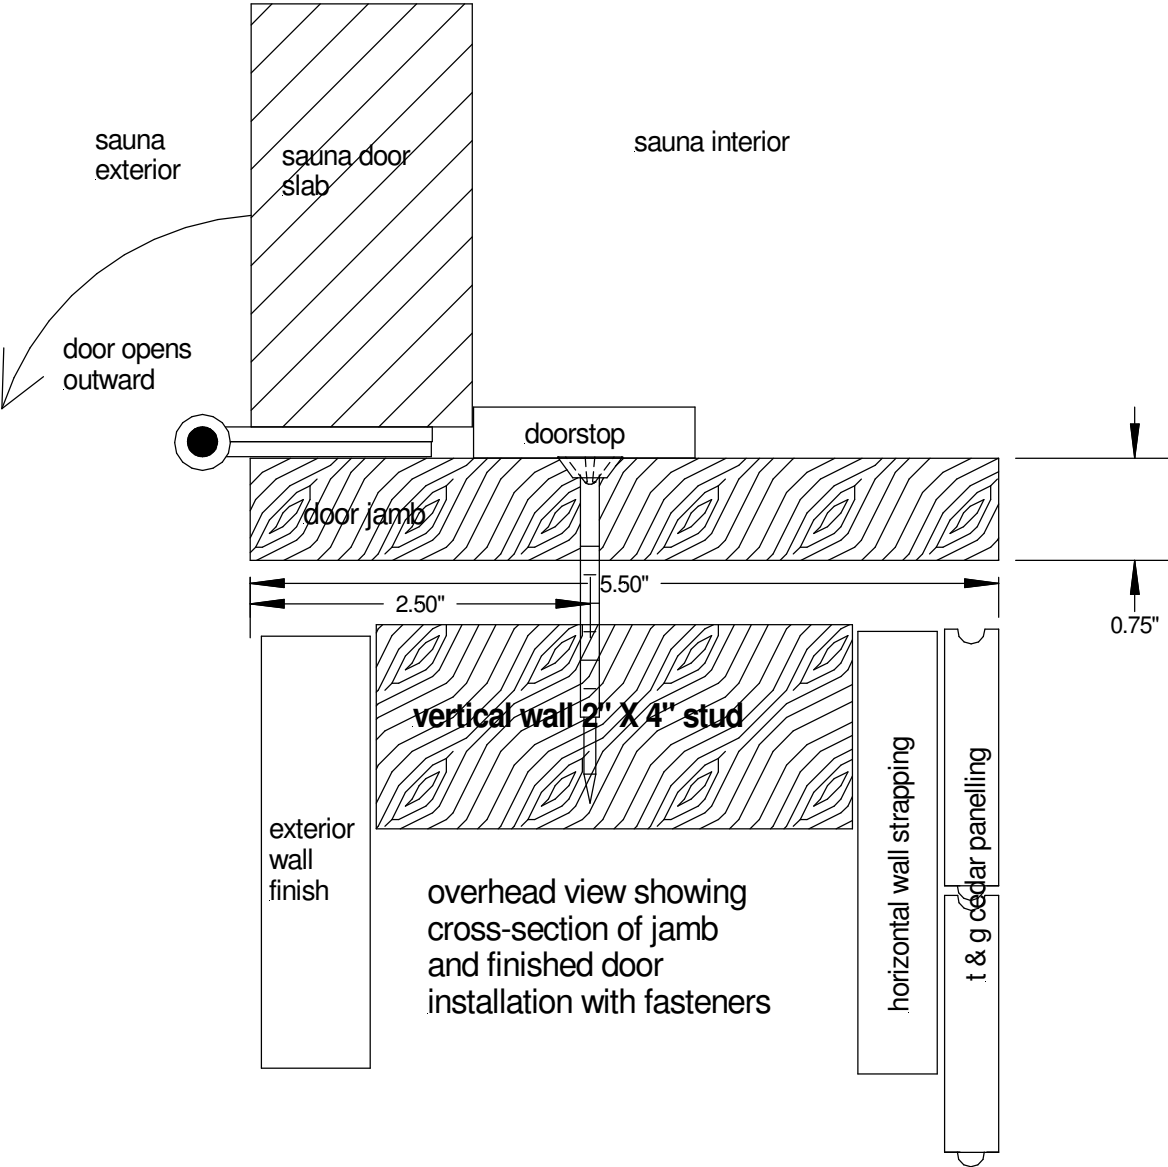 sauna
exterior
sauna door
slab
sauna interior
door opens
outward
doorstop
door jamb
5.50"
2.50"
0.75"
vertical wall 2" X 4" stud
exterior
wall
finish
overhead view showing
cross-section of jamb
and finished door
installation with fasteners
horizontal wall strapping
t & g cedar panelling